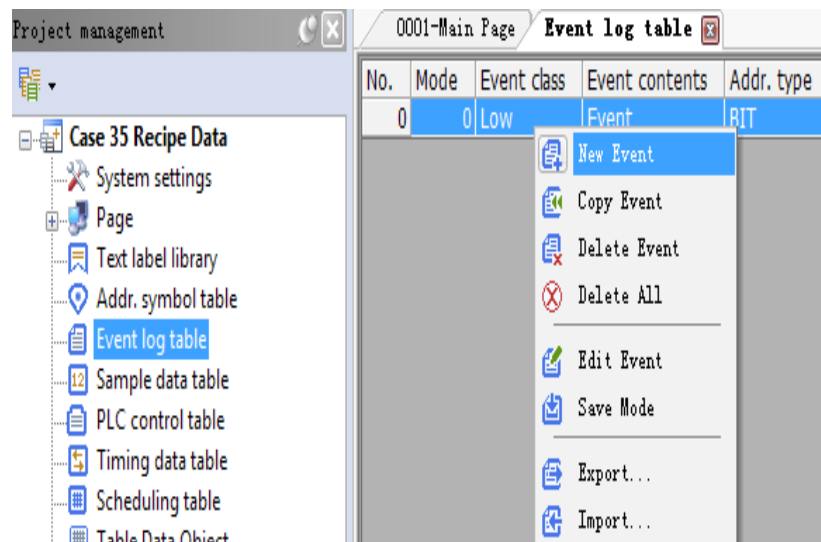 Project management
0001-Main Page Event log table
No. Mode Event class Event contents Addr. type
0 0 Low Event BIT
Case 35 Recipe Data
System settings
Page
Text label library
Addr. symbol table
Event log table
12 Sample data table
PLC control table
Timing data table
Scheduling table
Table Data Object
New Event
Copy Event
Delete Event
Delete All
Edit Event
Save Mode
Export...
Import...